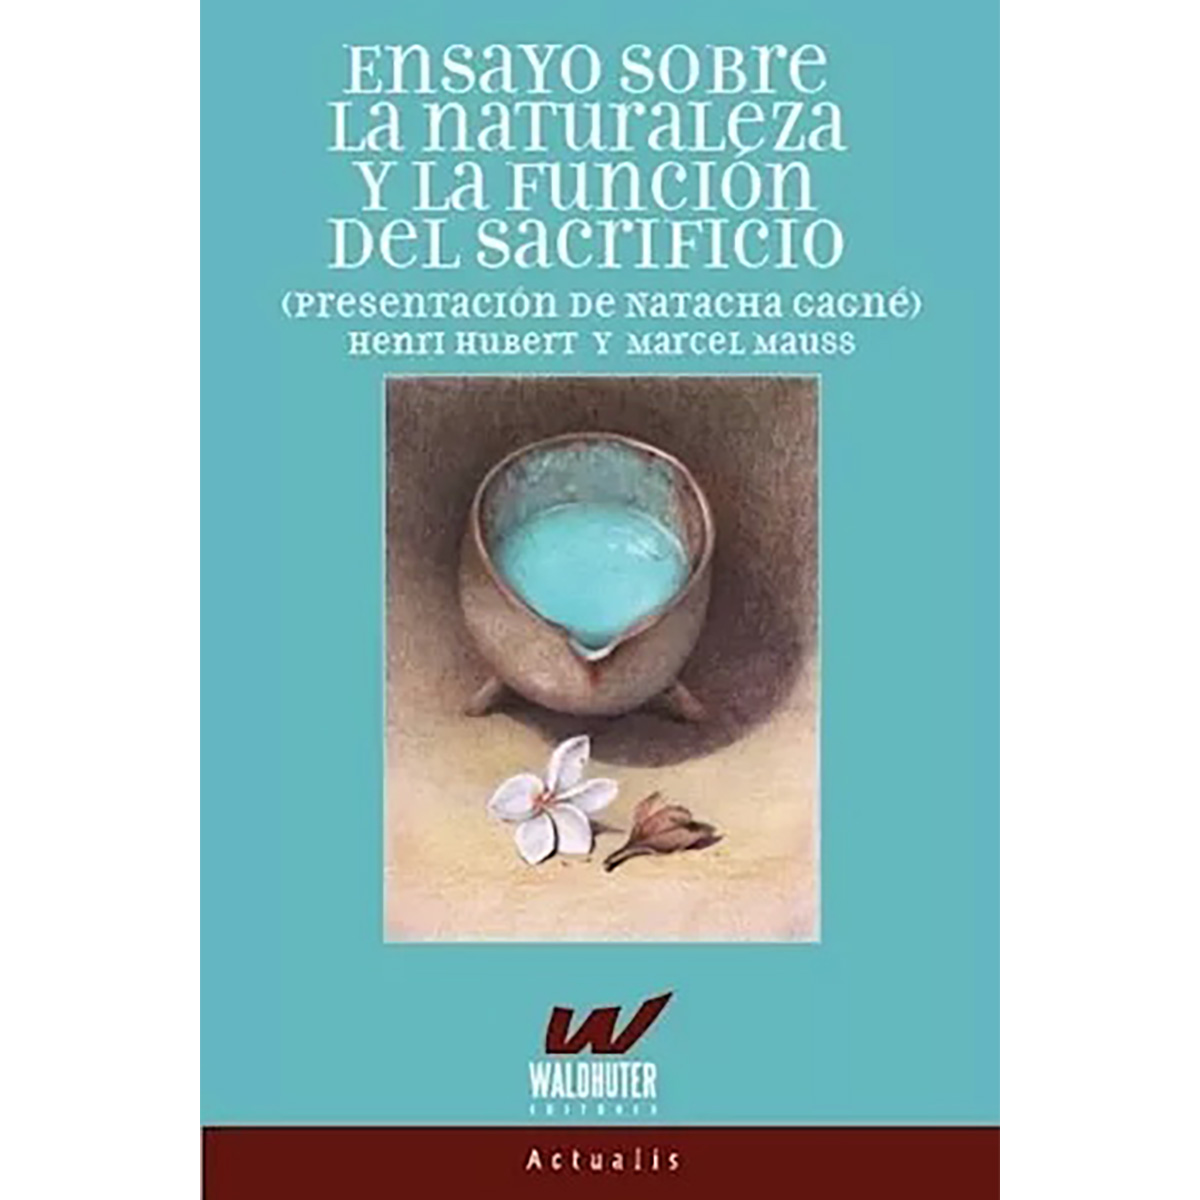 Ensayo sobre
la naturaleza
y la función
del sacrificio
(Presentación de Natacha Gagné)
Henri Hubert y Marcel Mauss
W
WALDHUTER
EDITORES
Actualis